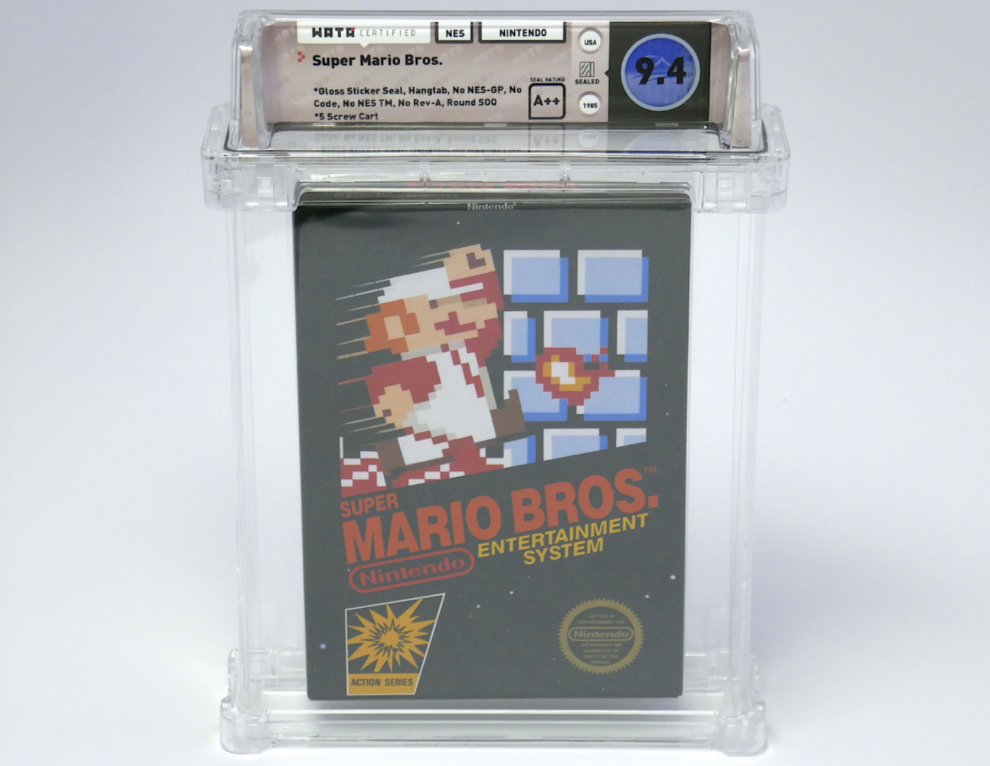 WATA CERTIFIED
NES
NINTENDO
USA
9.4
Super Mario Bros.
SEALED
SEAL RATING
A++
*Gloss Sticker Seal, Hangtab, No NES-GP, No
Code, No NES TM, No Rev-A, Round SOQ
*5 Screw Cart
1985
Nintendo®
SUPER
MARIO BROS.™
ENTERTAINMENT
SYSTEM
Nintendo
ACTION SERIES
Nintendo